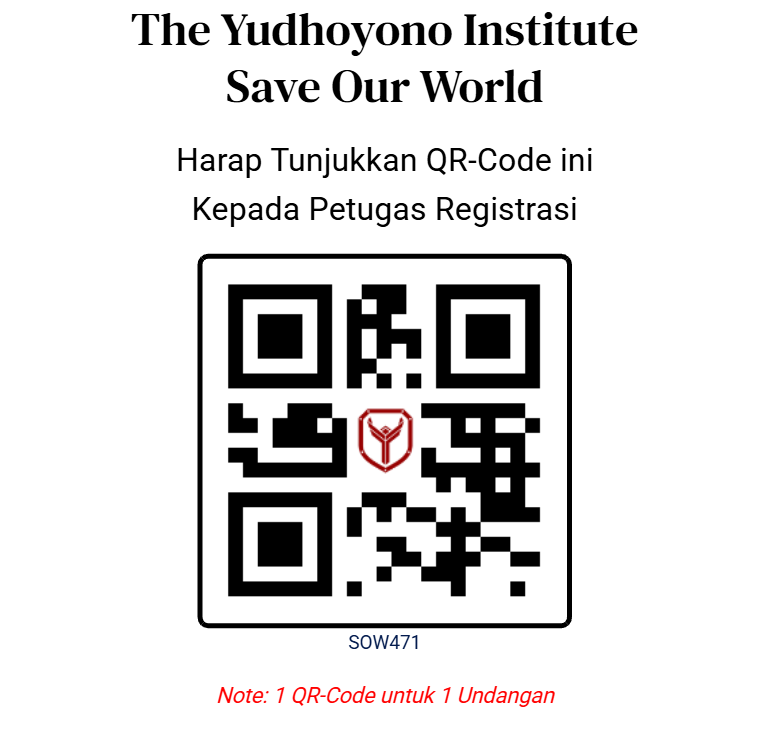 The Yudhoyono Institute
Save Our World
Harap Tunjukkan QR-Code ini
Kepada Petugas Registrasi
SOW471
Note: 1 QR-Code untuk 1 Undangan